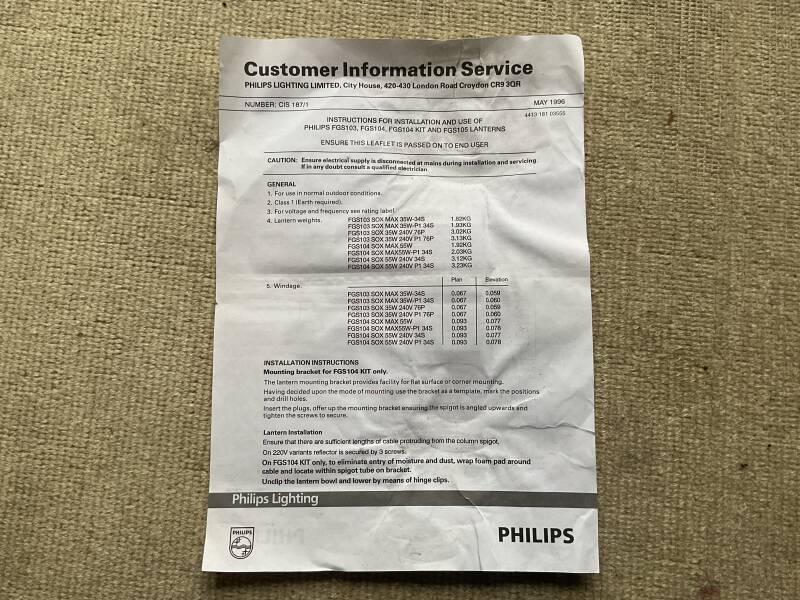 Customer Information Service
PHILIPS LIGHTING LIMITED, City House, 420-430 London Road Croydon CR9 3QR
NUMBER; CIS 187/1 MAY 1996
4413 181 03555
INSTRUCTIONS FOR INSTALLATION AND USE OF
PHILIPS FGS103, FGS104, FGS104 KIT AND FGS105 LANTERNS
ENSURE THIS LEAFLET IS PASSED ON TO END USER
CAUTION: Ensure electrical supply is disconnected at mains during installation and servicing.
If in any doubt consult a qualified electrician.
GENERAL
1. For use in normal outdoor conditions.
2. Class 1 (Earth required).
3. For voltage and frequency see rating label.
4. Lantern weights. FGS103 SOX MAX 35W-34S 1.82KG
FGS103 SOX MAX 35W-P1 34S 1.93KG
FGS103 SOX 35W 240V 76P 3.02KG
FGS103 SOX 35W 240V P1 76P 3.13KG
FGS104 SOX MAX 55W 1.92KG
FGS104 SOX MAX55W-P1 34S 2.03KG
FGS104 SOX 55W 240V 34S 3.12KG
FGS104 SOX 55W 240V P1 34S 3.23KG
Plan Elevation
5. Windage.
FGS103 SOX MAX 35W-34S 0.067 0.059
FGS103 SOX MAX 35W-P1 34S 0.067 0.060
FGS103 SOX 35W 240V 76P 0.067 0.059
FGS103 SOX 35W 240V P1 76P 0.067 0.060
FGS104 SOX MAX 55W 0.093 0.077
FGS104 SOX MAX55W-P1 34S 0.093 0.078
FGS104 SOX 55W 240V 34S 0.093 0.077
FGS104 SOX 55W 240V P1 34S 0.093 0.078
INSTALLATION INSTRUCTIONS
Mounting bracket for FGS104 KIT only.
The lantern mounting bracket provides facility for flat surface or corner mounting.
Having decided upon the mode of mounting use the bracket as a template, mark the positions
and drill holes.
Insert the plugs, offer up the mounting bracket ensuring the spigot is angled upwards and
tighten the screws to secure.
Lantern Installation
Ensure that there are sufficient lengths of cable protruding from the column spigot,
On 220V variants reflector is secured by 3 screws.
On FGS104 KIT only, to eliminate entry of moisture and dust, wrap foam pad around
cable and locate within spigot tube on bracket.
Unclip the lantern bowl and lower by means of hinge clips.
Philips Lighting
PHILIPS
PHILIPS